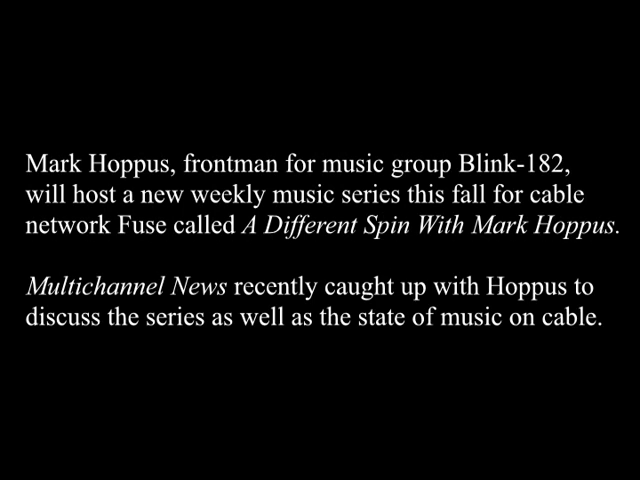 Mark Hoppus, frontman for music group Blink-182,
will host a new weekly music series this fall for cable
network Fuse called A Different Spin With Mark Hoppus.
Multichannel News recently caught up with Hoppus to
discuss the series as well as the state of music on cable.